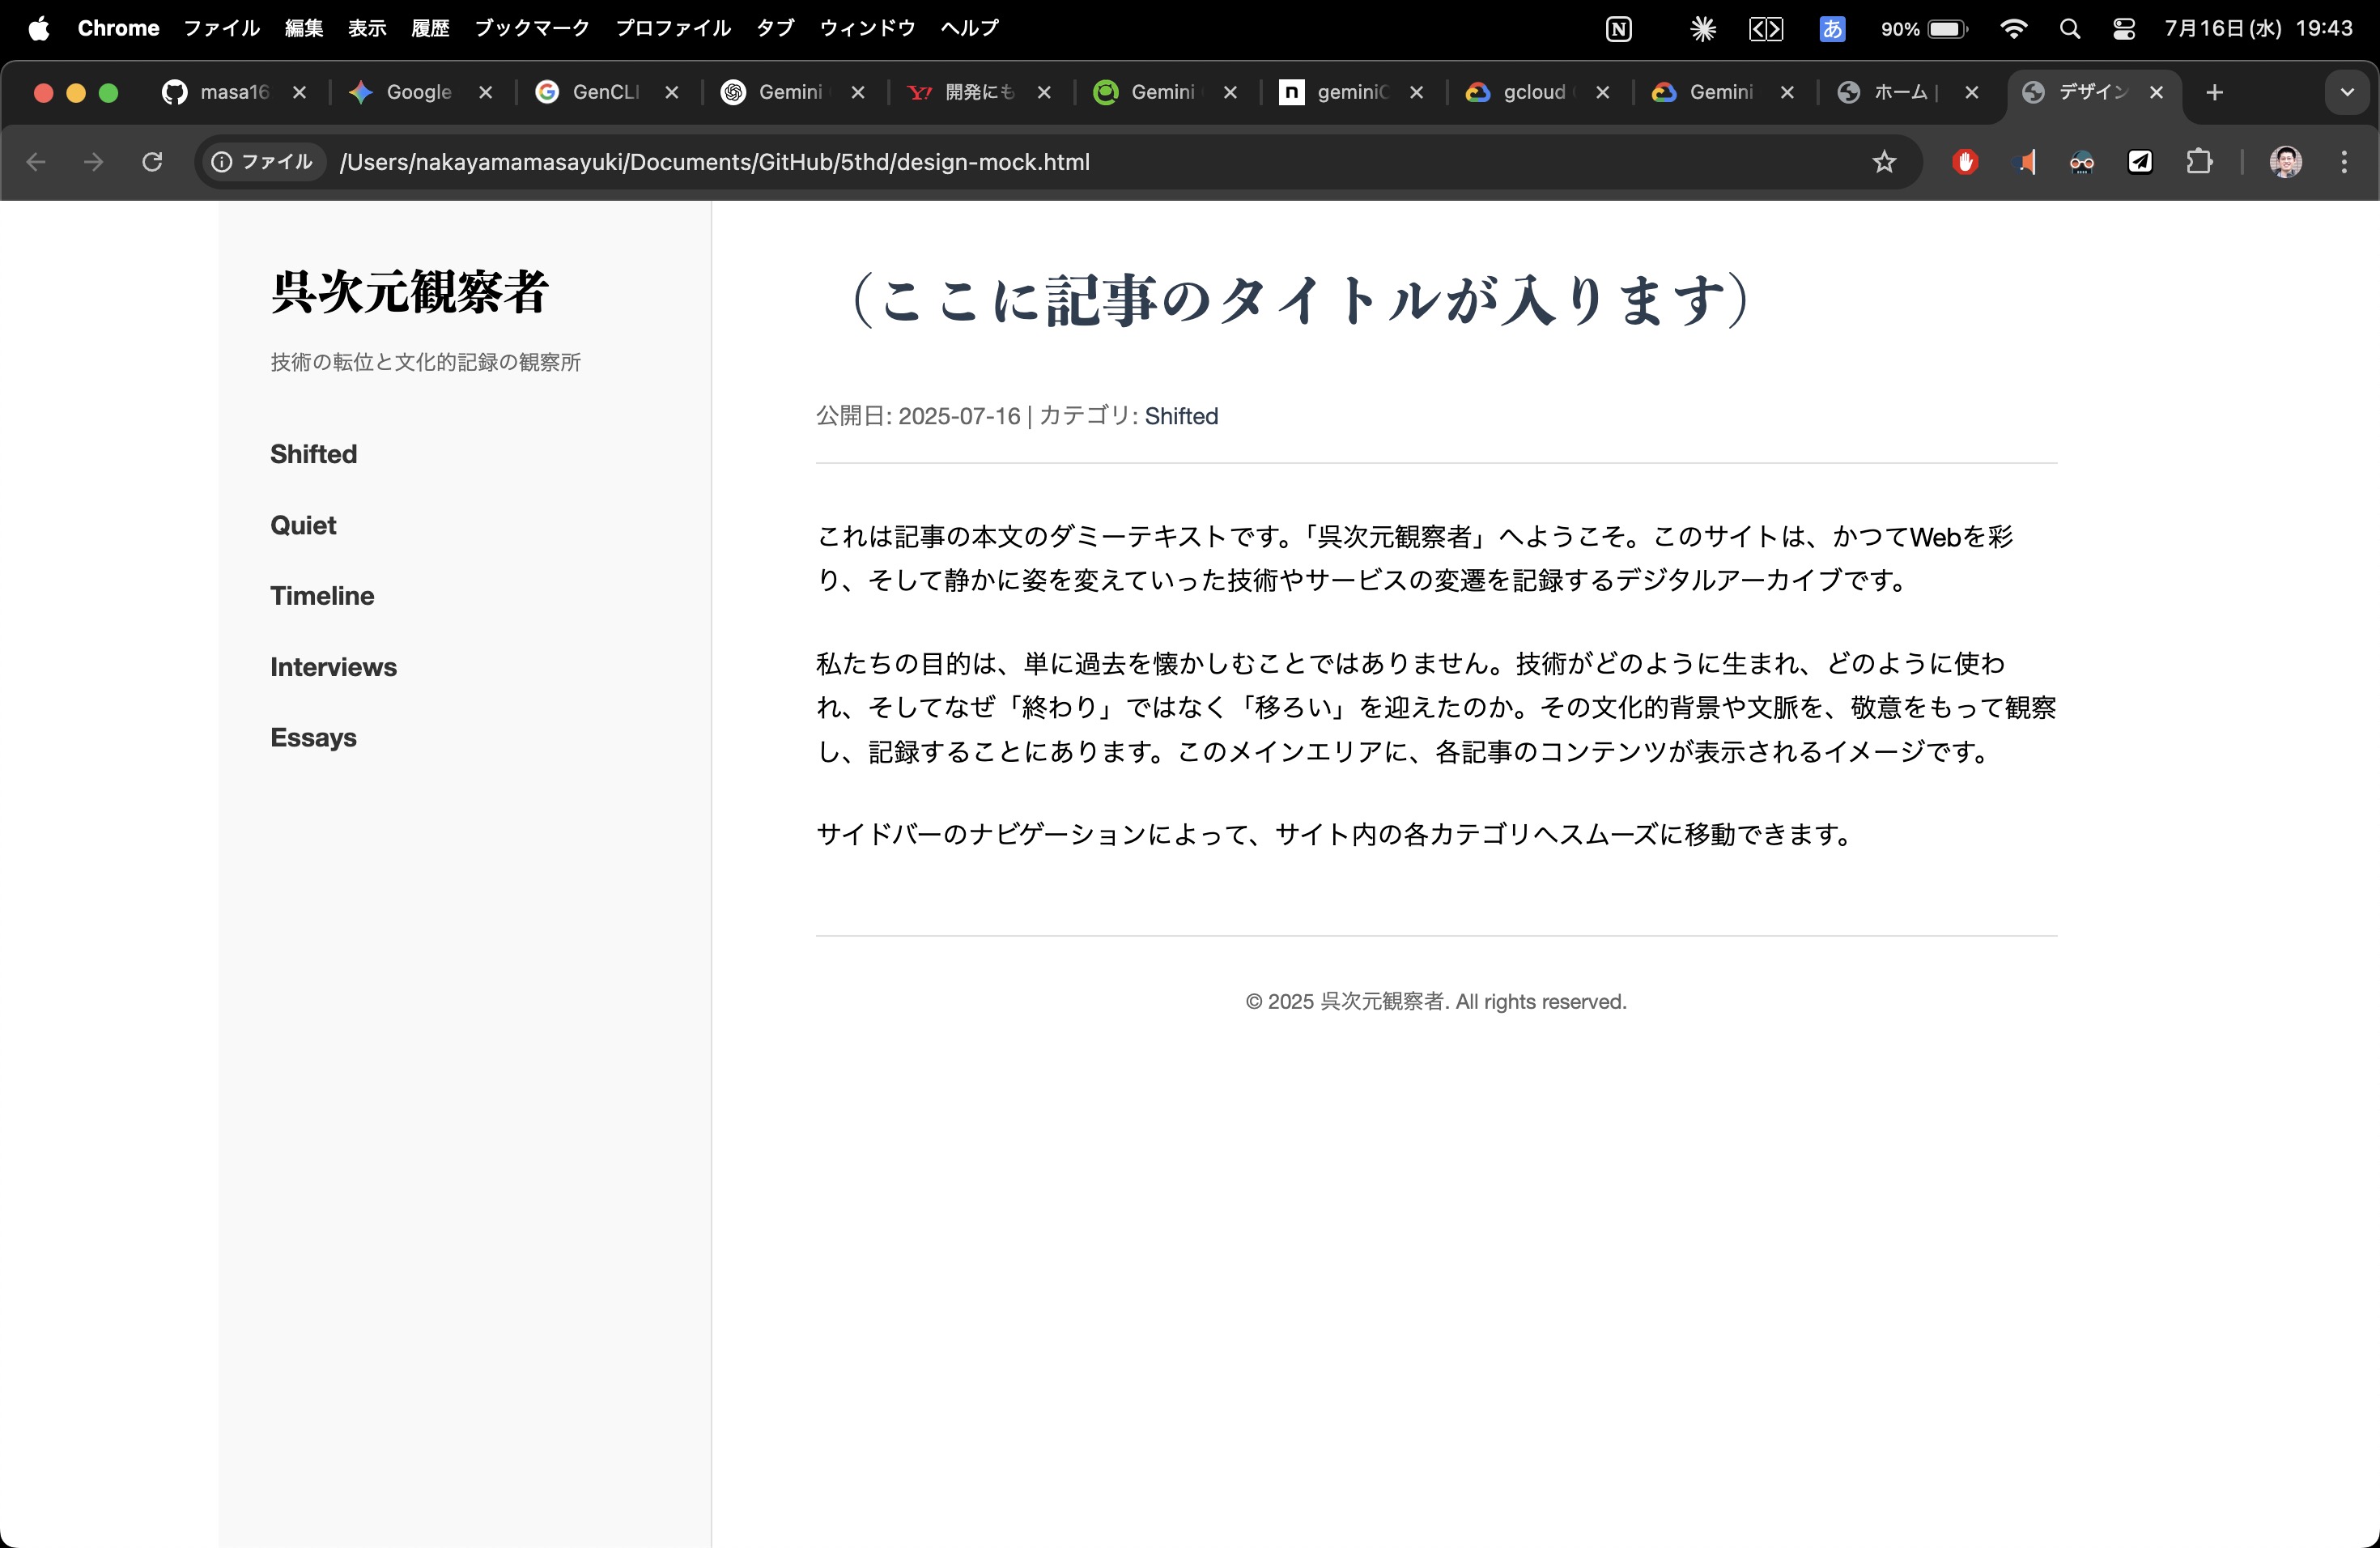 Chrome ファイル 編集 表示 履歴 ブックマーク プロファイル タブ ウィンドウ ヘルプ N あ 90% 7月16日(水) 19:43
masa16 Google GenCLI Gemini 開発にも Gemini geminiC gcloud Gemini ホーム | デザイン
ファイル /Users/nakayamamasayuki/Documents/GitHub/5thd/design-mock.html
呉次元観察者
技術の転位と文化的記録の観察所
Shifted
Quiet
Timeline
Interviews
Essays
（ここに記事のタイトルが入ります）
公開日: 2025-07-16 | カテゴリ: Shifted
これは記事の本文のダミーテキストです。「呉次元観察者」へようこそ。このサイトは、かつてWebを彩
り、そして静かに姿を変えていった技術やサービスの変遷を記録するデジタルアーカイブです。
私たちの目的は、単に過去を懐かしむことではありません。技術がどのように生まれ、どのように使わ
れ、そしてなぜ「終わり」ではなく「移ろい」を迎えたのか。その文化的背景や文脈を、敬意をもって観察
し、記録することにあります。このメインエリアに、各記事のコンテンツが表示されるイメージです。
サイドバーのナビゲーションによって、サイト内の各カテゴリへスムーズに移動できます。
© 2025 呉次元観察者. All rights reserved.